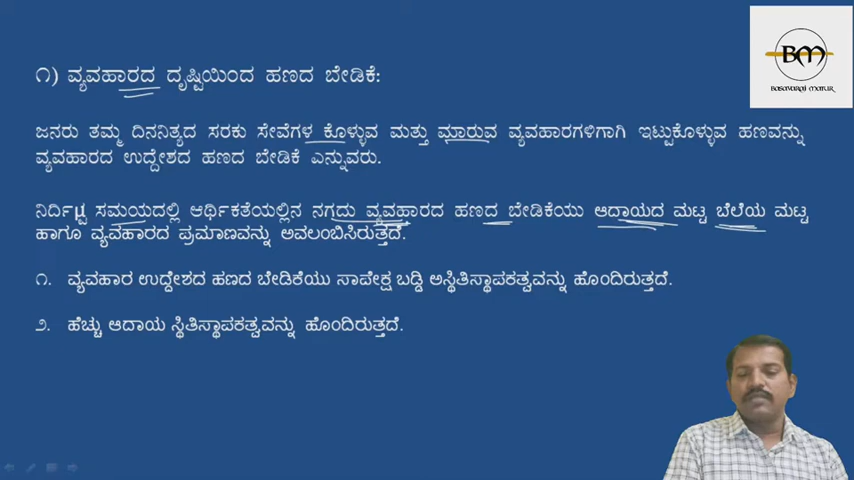 ೧) ವ್ಯವಹಾರದ ದೃಷ್ಟಿಯಿಂದ ಹಣದ ಬೇಡಿಕೆ:
ಜನರು ತಮ್ಮ ದಿನನಿತ್ಯದ ಸರಕು ಸೇವೆಗಳ ಕೊಳ್ಳುವ ಮತ್ತು ಮಾರುವ ವ್ಯವಹಾರಗಳಿಗಾಗಿ ಇಟ್ಟುಕೊಳ್ಳುವ ಹಣವನ್ನು
ವ್ಯವಹಾರದ ಉದ್ದೇಶದ ಹಣದ ಬೇಡಿಕೆ ಎನ್ನುವರು.
ಸಮಯದಲ್ಲಿ ಆರ್ಥಿಕತೆಯಲ್ಲಿನ ನಗದು ವ್ಯವಹಾರದ ಹಣದ ಬೇಡಿಕೆಯು ಆದಾಯದ ಮಟ್ಟ ಬೆಲೆಯ ಮಟ್ಟ
ಹಾಗೂ ವ್ಯವಹಾರದ ಪ್ರಮಾಣವನ್ನು ಅವಲಂಬಿಸಿರುತ್ತದೆ.
೧. ವ್ಯವಹಾರ ಉದ್ದೇಶದ ಹಣದ ಬೇಡಿಕೆಯು ಸಾಪೇಕ್ಷ ಬಡ್ಡಿ ಅಸ್ಥಿತಿಸ್ಥಾಪಕತ್ವವನ್ನು ಹೊಂದಿರುತ್ತದೆ.
೨. ಹೆಚ್ಚು ಆದಾಯ ಸ್ಥಿತಿಸ್ಥಾಪಕತ್ವವನ್ನು ಹೊಂದಿರುತ್ತದೆ.
BM
BASAVARAJ MATUR